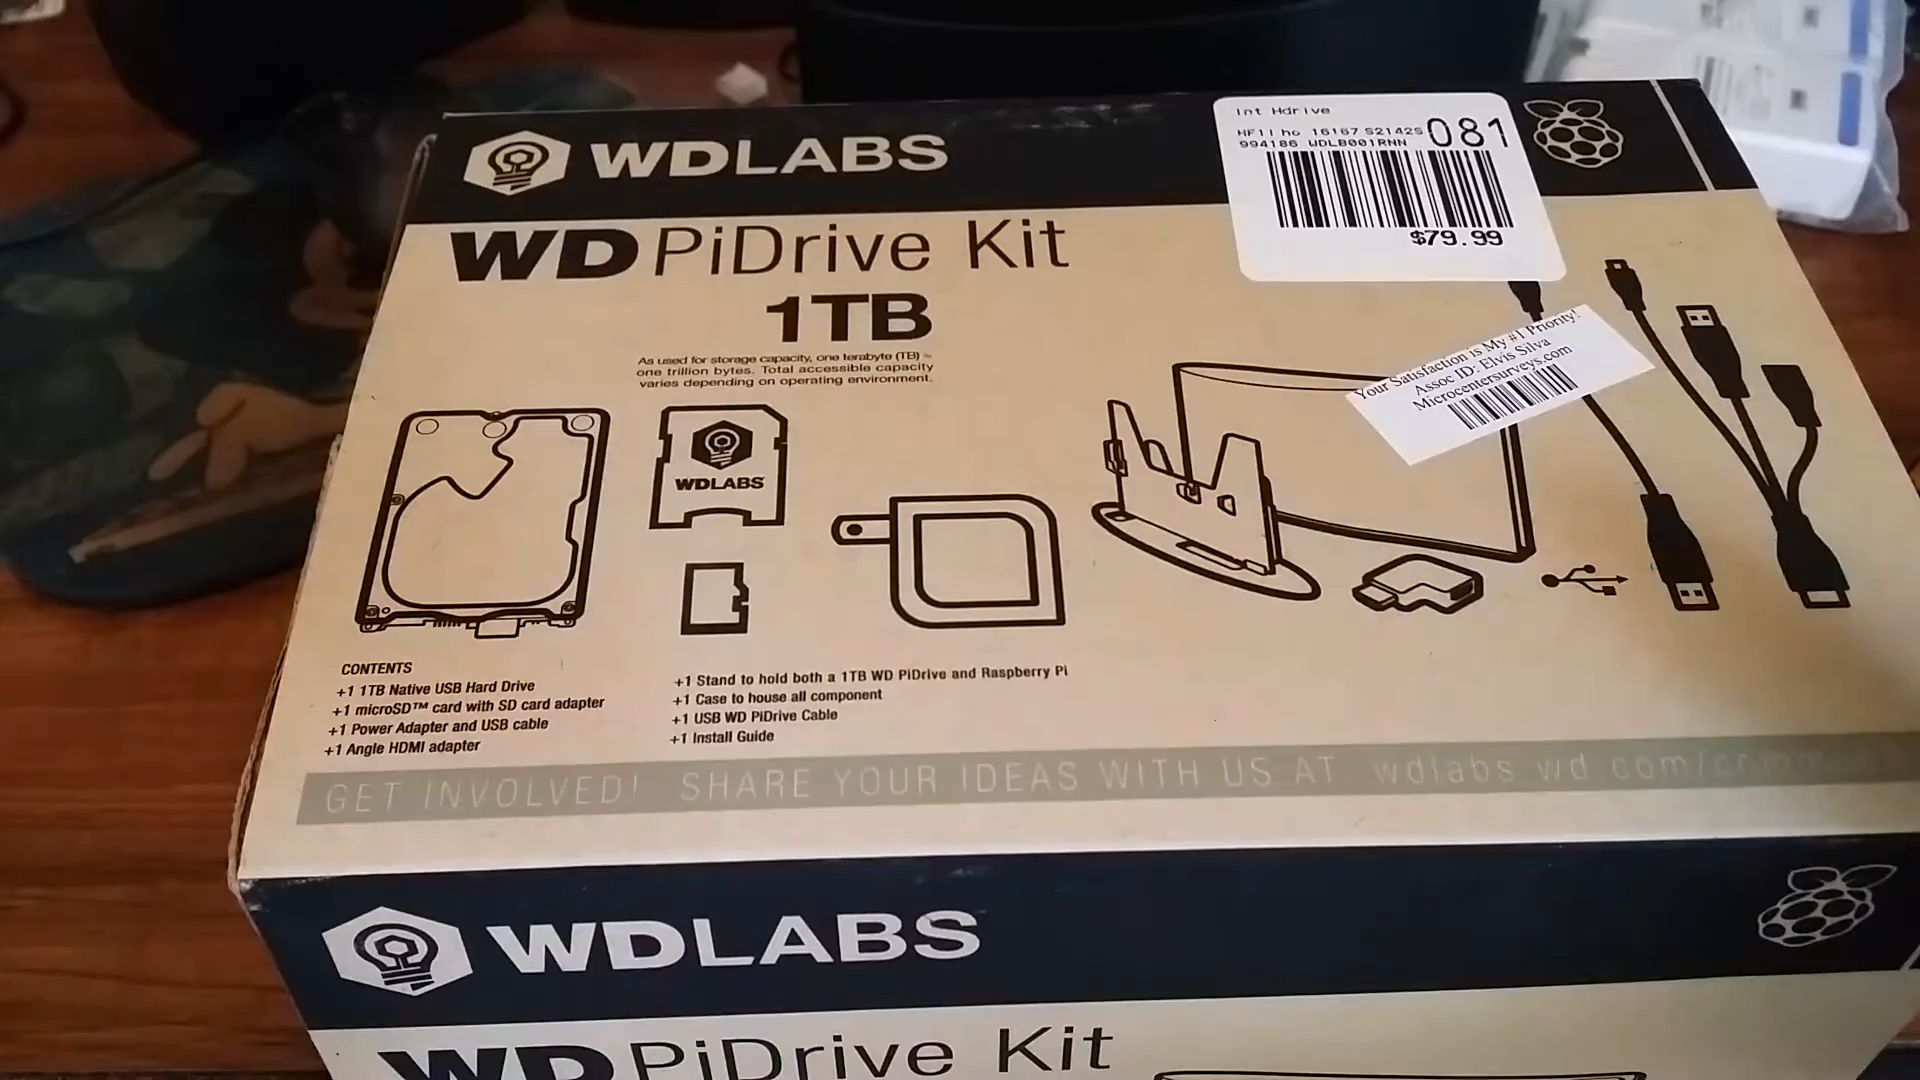 WDLABS
Int Hdrive
081
994186 WDLB001RNN
$79.99
WD PiDrive Kit
1TB
As used for storage capacity, one terabyte (TB) =
one trillion bytes. Total accessible capacity
varies depending on operating environment.
Your Satisfaction is My #1 Priority!
Assoc ID: Elvis Silva
Microcentersurveys.com
WDLABS
CONTENTS
+1 1TB Native USB Hard Drive
+1 microSD™ card with SD card adapter
+1 Power Adapter and USB cable
+1 Angle HDMI adapter
+1 Stand to hold both a 1TB WD PiDrive and Raspberry Pi
+1 Case to house all component
+1 USB WD PiDrive Cable
+1 Install Guide
GET INVOLVED! SHARE YOUR IDEAS WITH US AT wdlabs.wd.com
WDLABS
WD PiDrive Kit